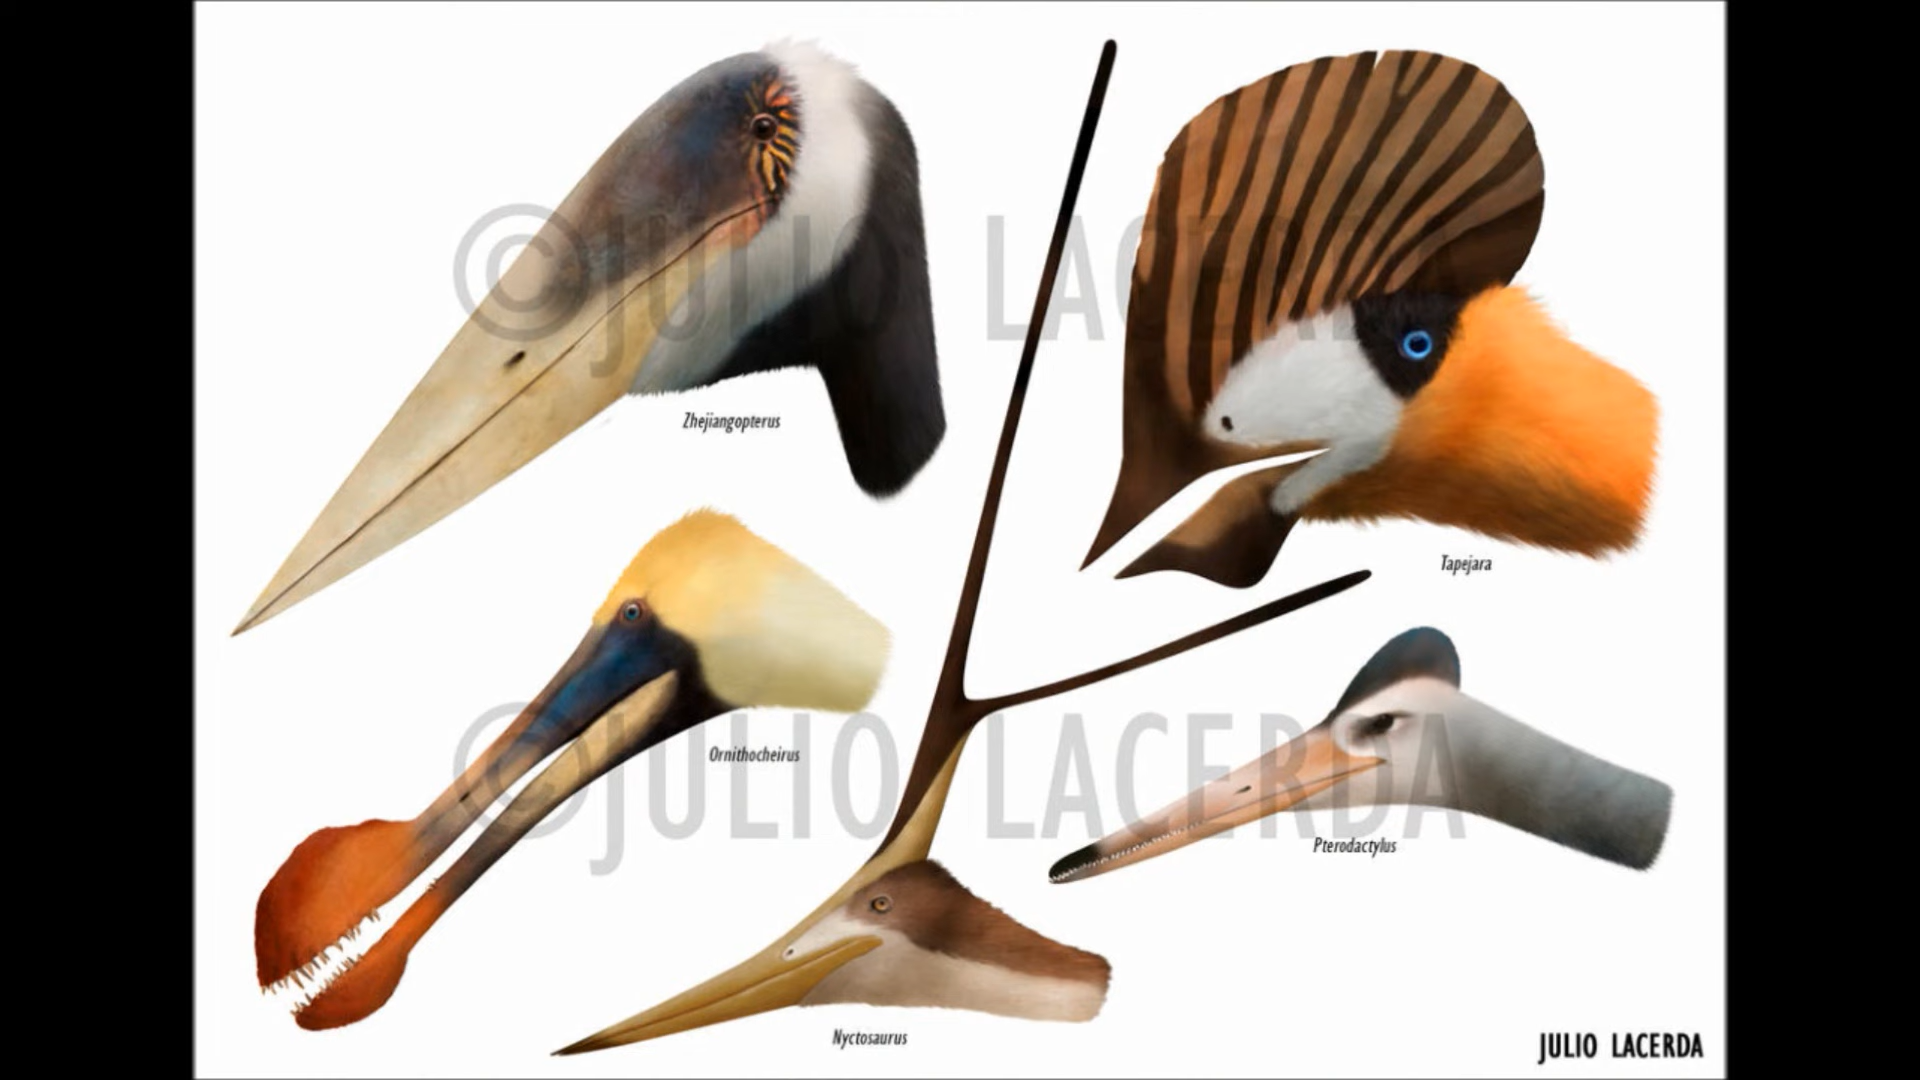 ©JULIO LACERDA
Zhejiangopterus
Tapejara
©JULIO LACERDA
Ornithocheirus
Pterodactylus
Nyctosaurus
JULIO LACERDA